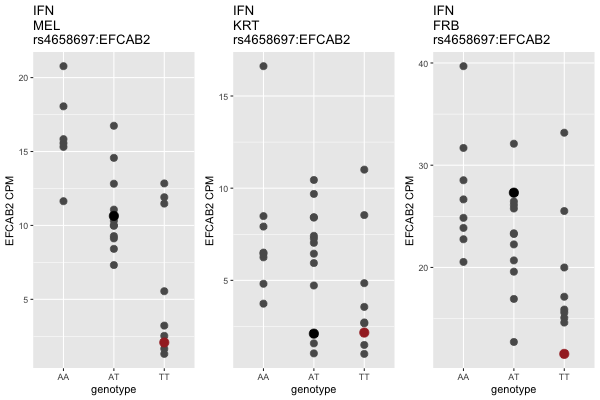 IFN
MEL
rs4658697:EFCAB2
EFCAB2 CPM
20
15
10
5
AA AT TT
genotype
IFN
KRT
rs4658697:EFCAB2
EFCAB2 CPM
15
10
5
AA AT TT
genotype
IFN
FRB
rs4658697:EFCAB2
EFCAB2 CPM
40
30
20
AA AT TT
genotype